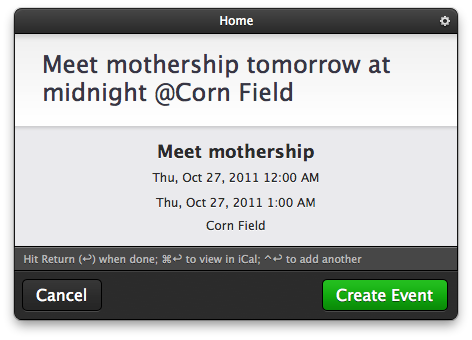 Home
Meet mothership tomorrow at
midnight @Corn Field
Meet mothership
Thu, Oct 27, 2011 12:00 AM
Thu, Oct 27, 2011 1:00 AM
Corn Field
Hit Return (↩) when done; ⌘↩ to view in iCal; ^↩ to add another
Cancel
Create Event